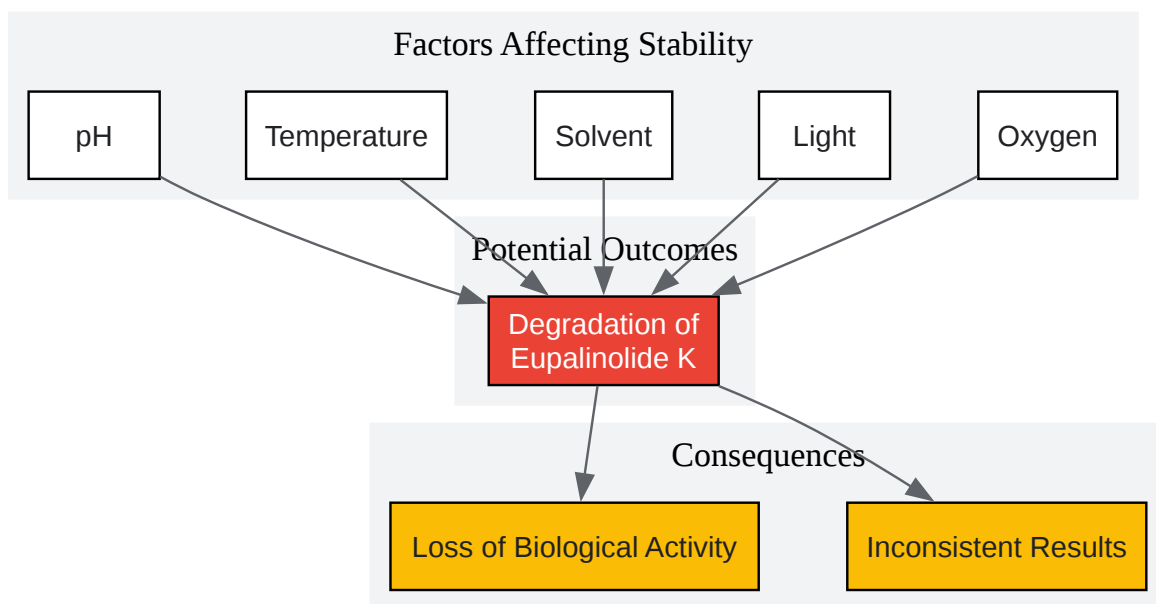 Factors Affecting Stability
pH
Temperature
Solvent
Light
Oxygen
Potential Outcomes
Degradation of
Eupalinolide K
Consequences
Loss of Biological Activity
Inconsistent Results